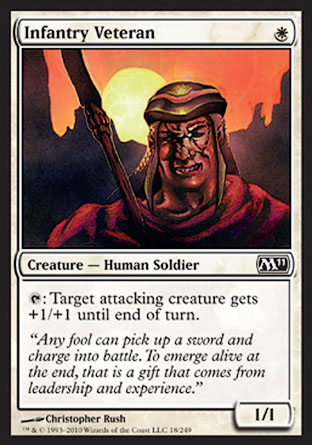 Infantry Veteran
Creature — Human Soldier
M11
: Target attacking creature gets
+1/+1 until end of turn.
“Any fool can pick up a sword and
charge into battle. To emerge alive at
the end, that is a gift that comes from
leadership and experience.”
Christopher Rush
™ & © 1993–2010 Wizards of the Coast LLC 18/249
1/1